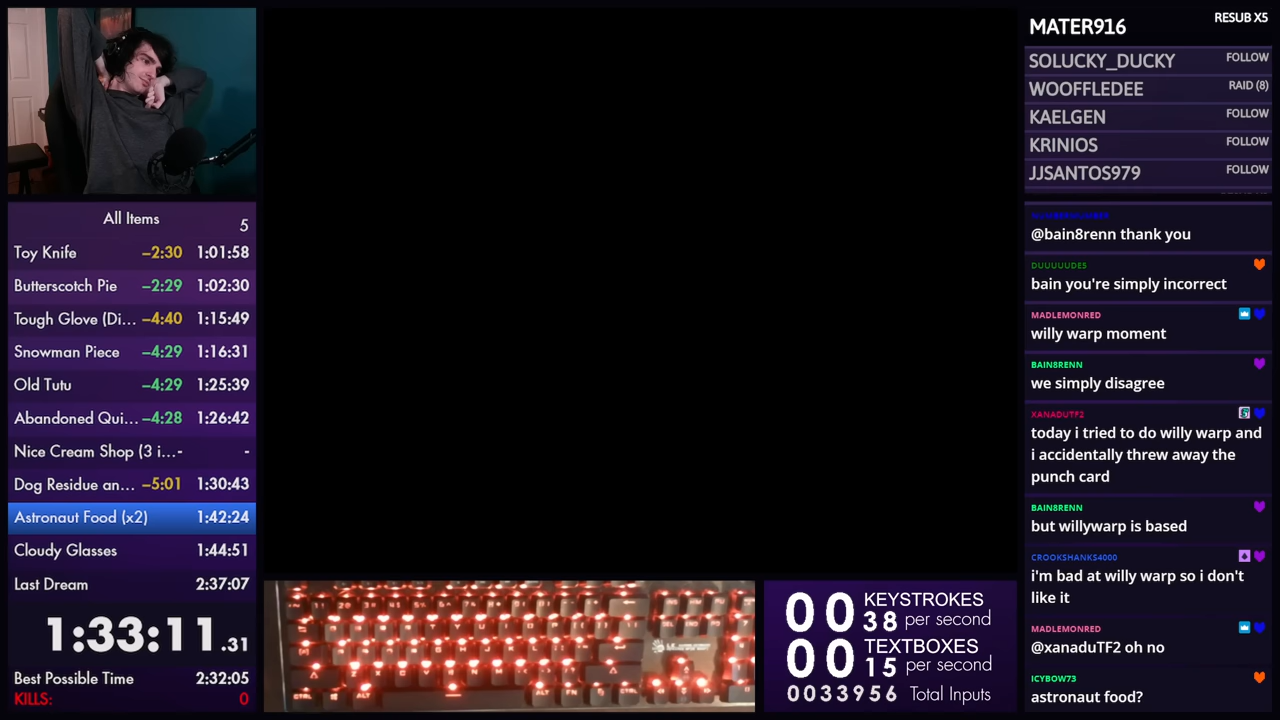 All Items
5
Toy Knife −2:30 1:01:58
Butterscotch Pie −2:29 1:02:30
Tough Glove (Di... −4:40 1:15:49
Snowman Piece −4:29 1:16:31
Old Tutu −4:29 1:25:39
Abandoned Qui... −4:28 1:26:42
Nice Cream Shop (3 i...- -
Dog Residue an... −5:01 1:30:43
Astronaut Food (x2) 1:42:24
Cloudy Glasses 1:44:51
Last Dream 2:37:07
1:33:11.31
Best Possible Time 2:32:05
KILLS: 0
00 KEYSTROKES
38 per second
00 TEXTBOXES
15 per second
0033956 Total Inputs
MATER916 RESUB X5
SOLUCKY_DUCKY FOLLOW
WOOFFLEDEE RAID (8)
KAELGEN FOLLOW
KRINIOS FOLLOW
JJSANTOS979 FOLLOW
@bain8renn thank you
DUUUUUDE5
bain you're simply incorrect
MADLEMONRED
willy warp moment
BAIN8RENN
we simply disagree
XANADUTF2
today i tried to do willy warp and
i accidentally threw away the
punch card
BAIN8RENN
but willywarp is based
CROOKSHANKS4000
i'm bad at willy warp so i don't
like it
MADLEMONRED
@xanaduTF2 oh no
ICYBOW73
astronaut food?